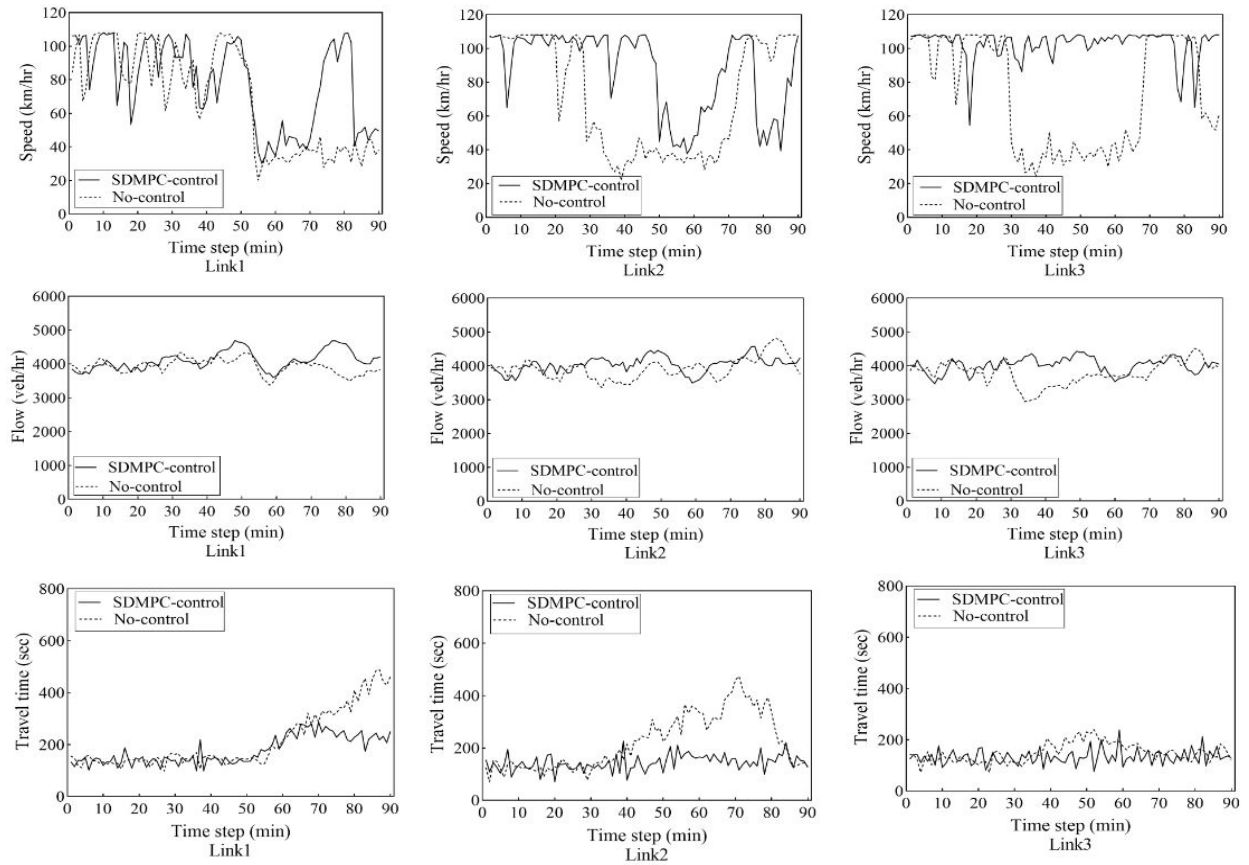 120
100
80
60
40
20
0
Speed (km/hr)
SDMPC-control
No-control
0 10 20 30 40 50 60 70 80 90
Time step (min)
Link1
120
100
80
60
40
20
0
Speed (km/hr)
SDMPC-control
No-control
0 10 20 30 40 50 60 70 80 90
Time step (min)
Link2
120
100
80
60
40
20
0
Speed (km/hr)
SDMPC-control
No-control
0 10 20 30 40 50 60 70 80 90
Time step (min)
Link3
6000
5000
4000
3000
2000
1000
0
Flow (veh/hr)
SDMPC-control
No-control
0 10 20 30 40 50 60 70 80 90
Time step (min)
Link1
6000
5000
4000
3000
2000
1000
0
Flow (veh/hr)
SDMPC-control
No-control
0 10 20 30 40 50 60 70 80 90
Time step (min)
Link2
6000
5000
4000
3000
2000
1000
0
Flow (veh/hr)
SDMPC-control
No-control
0 10 20 30 40 50 60 70 80 90
Time step (min)
Link3
800
600
400
200
0
Travel time (sec)
SDMPC-control
No-control
0 10 20 30 40 50 60 70 80 90
Time step (min)
Link1
800
600
400
200
0
Travel time (sec)
SDMPC-control
No-control
0 10 20 30 40 50 60 70 80 90
Time step (min)
Link2
800
600
400
200
0
Travel time (sec)
SDMPC-control
No-control
0 10 20 30 40 50 60 70 80 90
Time step (min)
Link3